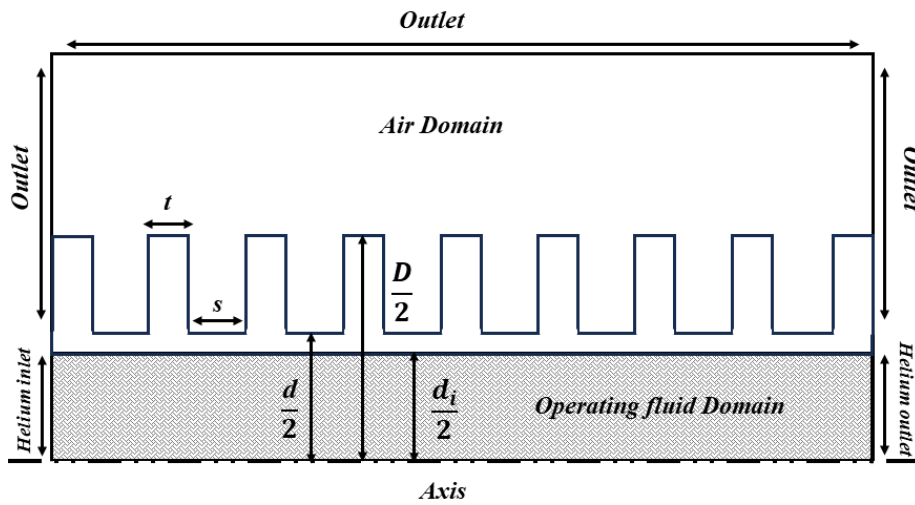 Outlet
Air Domain
Outlet
Outlet
t
s
D/2
d/2
d_i/2
Helium inlet
Operating fluid Domain
Helium outlet
Axis